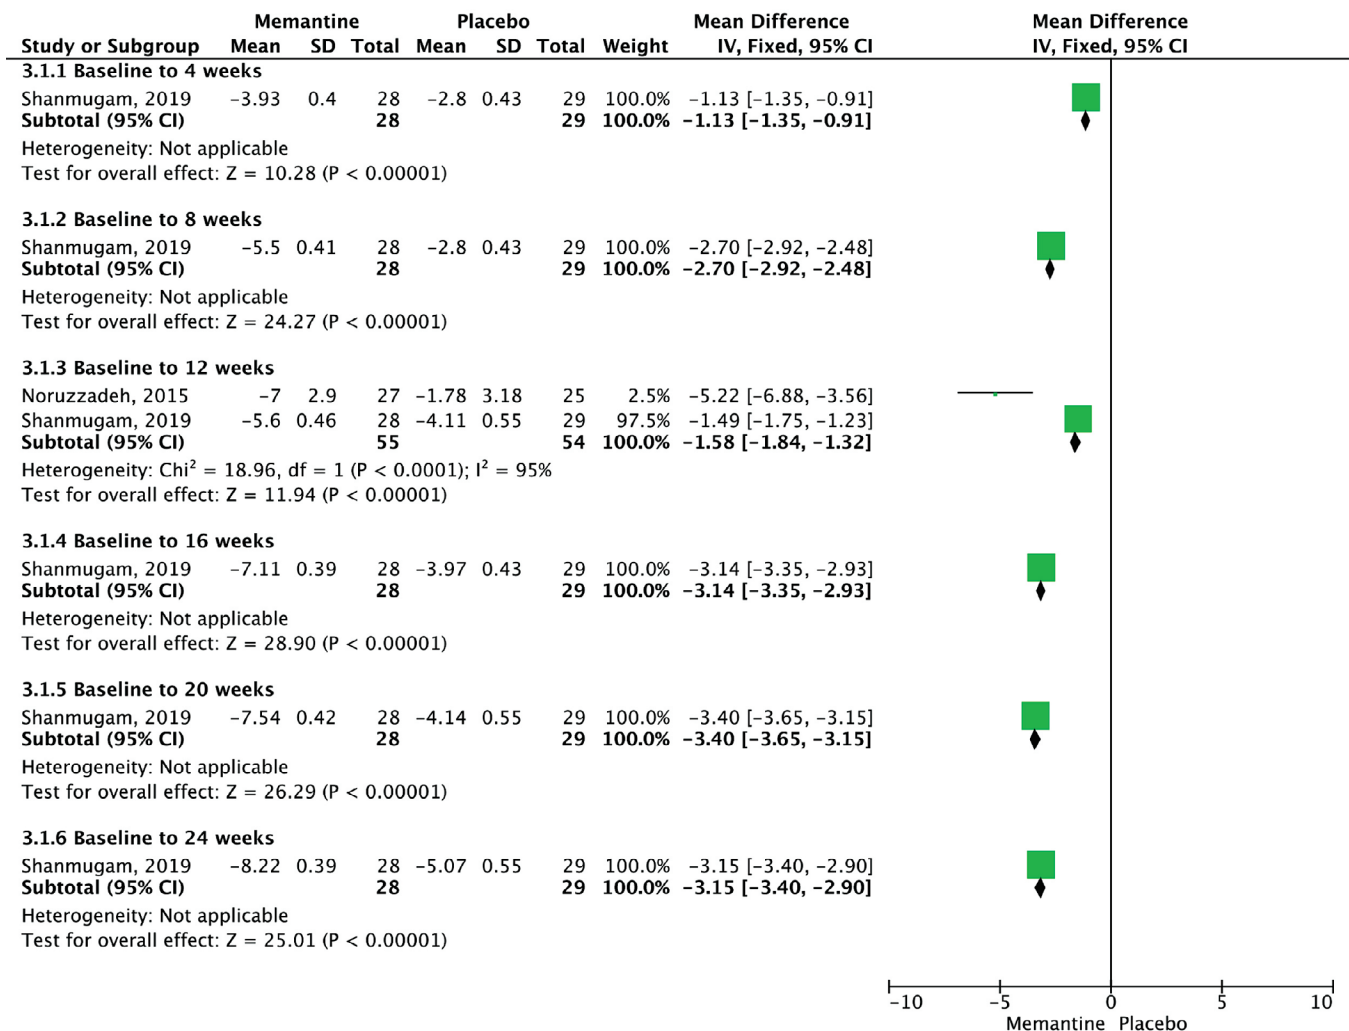 Memantine Placebo Mean Difference Mean Difference
Study or Subgroup Mean SD Total Mean SD Total Weight IV, Fixed, 95% CI IV, Fixed, 95% CI
3.1.1 Baseline to 4 weeks
Shanmugam, 2019 −3.93 0.4 28 −2.8 0.43 29 100.0% −1.13 [−1.35, −0.91]
Subtotal (95% CI) 28 29 100.0% −1.13 [−1.35, −0.91]
Heterogeneity: Not applicable
Test for overall effect: Z = 10.28 (P < 0.00001)
3.1.2 Baseline to 8 weeks
Shanmugam, 2019 −5.5 0.41 28 −2.8 0.43 29 100.0% −2.70 [−2.92, −2.48]
Subtotal (95% CI) 28 29 100.0% −2.70 [−2.92, −2.48]
Heterogeneity: Not applicable
Test for overall effect: Z = 24.27 (P < 0.00001)
3.1.3 Baseline to 12 weeks
Noruzzadeh, 2015 −7 2.9 27 −1.78 3.18 25 2.5% −5.22 [−6.88, −3.56]
Shanmugam, 2019 −5.6 0.46 28 −4.11 0.55 29 97.5% −1.49 [−1.75, −1.23]
Subtotal (95% CI) 55 54 100.0% −1.58 [−1.84, −1.32]
Heterogeneity: Chi² = 18.96, df = 1 (P < 0.0001); I² = 95%
Test for overall effect: Z = 11.94 (P < 0.00001)
3.1.4 Baseline to 16 weeks
Shanmugam, 2019 −7.11 0.39 28 −3.97 0.43 29 100.0% −3.14 [−3.35, −2.93]
Subtotal (95% CI) 28 29 100.0% −3.14 [−3.35, −2.93]
Heterogeneity: Not applicable
Test for overall effect: Z = 28.90 (P < 0.00001)
3.1.5 Baseline to 20 weeks
Shanmugam, 2019 −7.54 0.42 28 −4.14 0.55 29 100.0% −3.40 [−3.65, −3.15]
Subtotal (95% CI) 28 29 100.0% −3.40 [−3.65, −3.15]
Heterogeneity: Not applicable
Test for overall effect: Z = 26.29 (P < 0.00001)
3.1.6 Baseline to 24 weeks
Shanmugam, 2019 −8.22 0.39 28 −5.07 0.55 29 100.0% −3.15 [−3.40, −2.90]
Subtotal (95% CI) 28 29 100.0% −3.15 [−3.40, −2.90]
Heterogeneity: Not applicable
Test for overall effect: Z = 25.01 (P < 0.00001)
−10 −5 0 5 10
Memantine Placebo